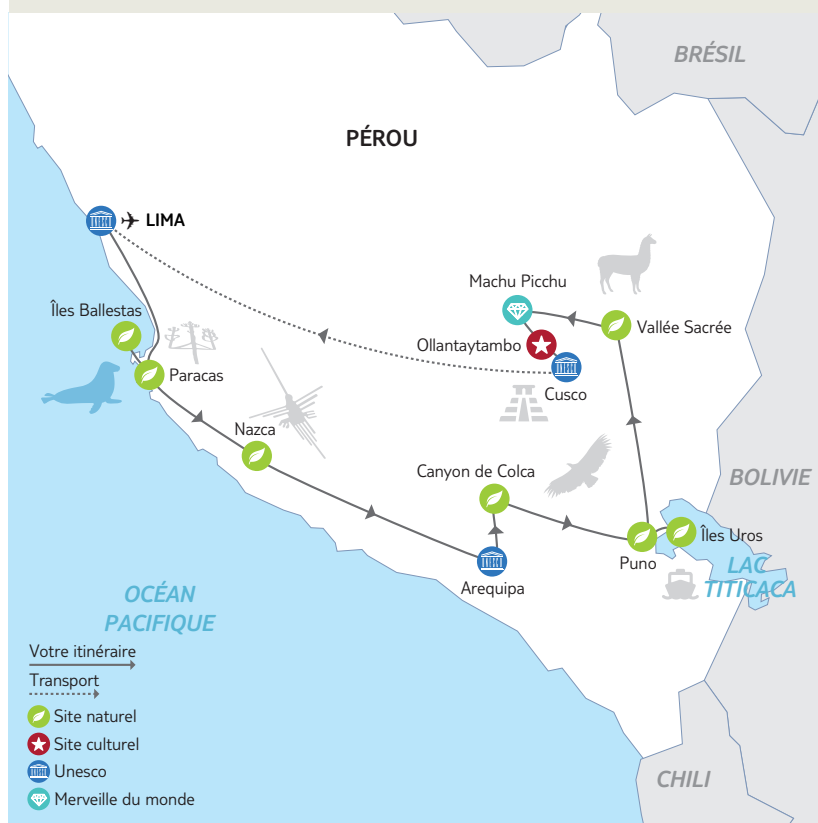 BRÉSIL
PÉROU
LIMA
Machu Picchu
Îles Ballestas
Vallée Sacrée
Ollantaytambo
Paracas
Cusco
Nazca
Canyon de Colca
BOLIVIE
Îles Uros
Puno
LAC
TITICACA
Arequipa
OCÉAN
PACIFIQUE
Votre itinéraire
Transport
Site naturel
Site culturel
Unesco
Merveille du monde
CHILI